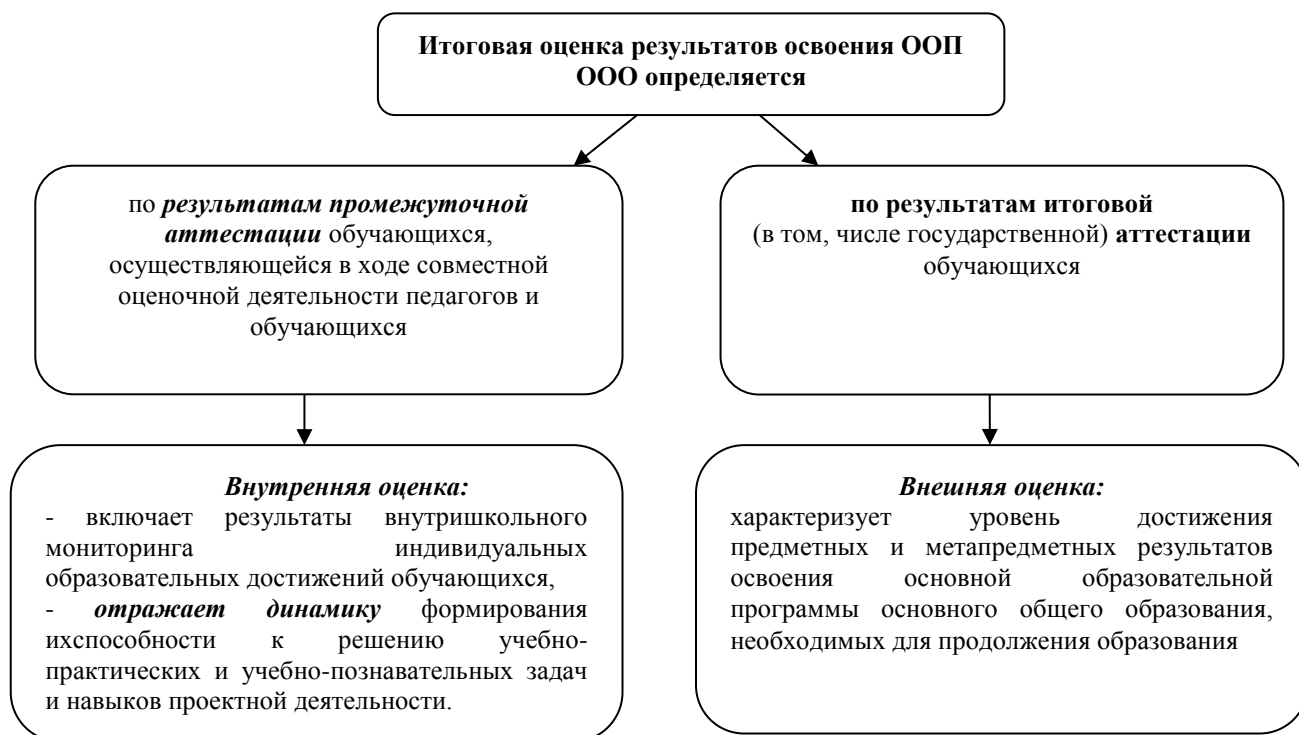 Итоговая оценка результатов освоения ООП
ООО определяется
по результатам промежуточной
аттестации обучающихся,
осуществляющейся в ходе совместной
оценочной деятельности педагогов и
обучающихся
по результатам итоговой
(в том, числе государственной) аттестации
обучающихся
Внутренняя оценка:
- включает результаты внутришкольного
мониторинга индивидуальных
образовательных достижений обучающихся,
- отражает динамику формирования
ихспособности к решению учебно-
практических и учебно-познавательных задач
и навыков проектной деятельности.
Внешняя оценка:
характеризует уровень достижения
предметных и метапредметных результатов
освоения основной образовательной
программы основного общего образования,
необходимых для продолжения образования